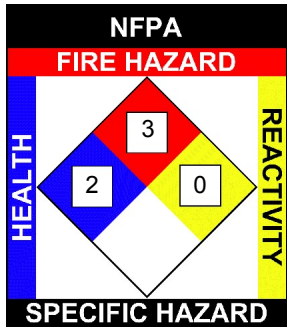 NFPA
FIRE HAZARD
HEALTH
3
2
0
REACTIVITY
SPECIFIC HAZARD